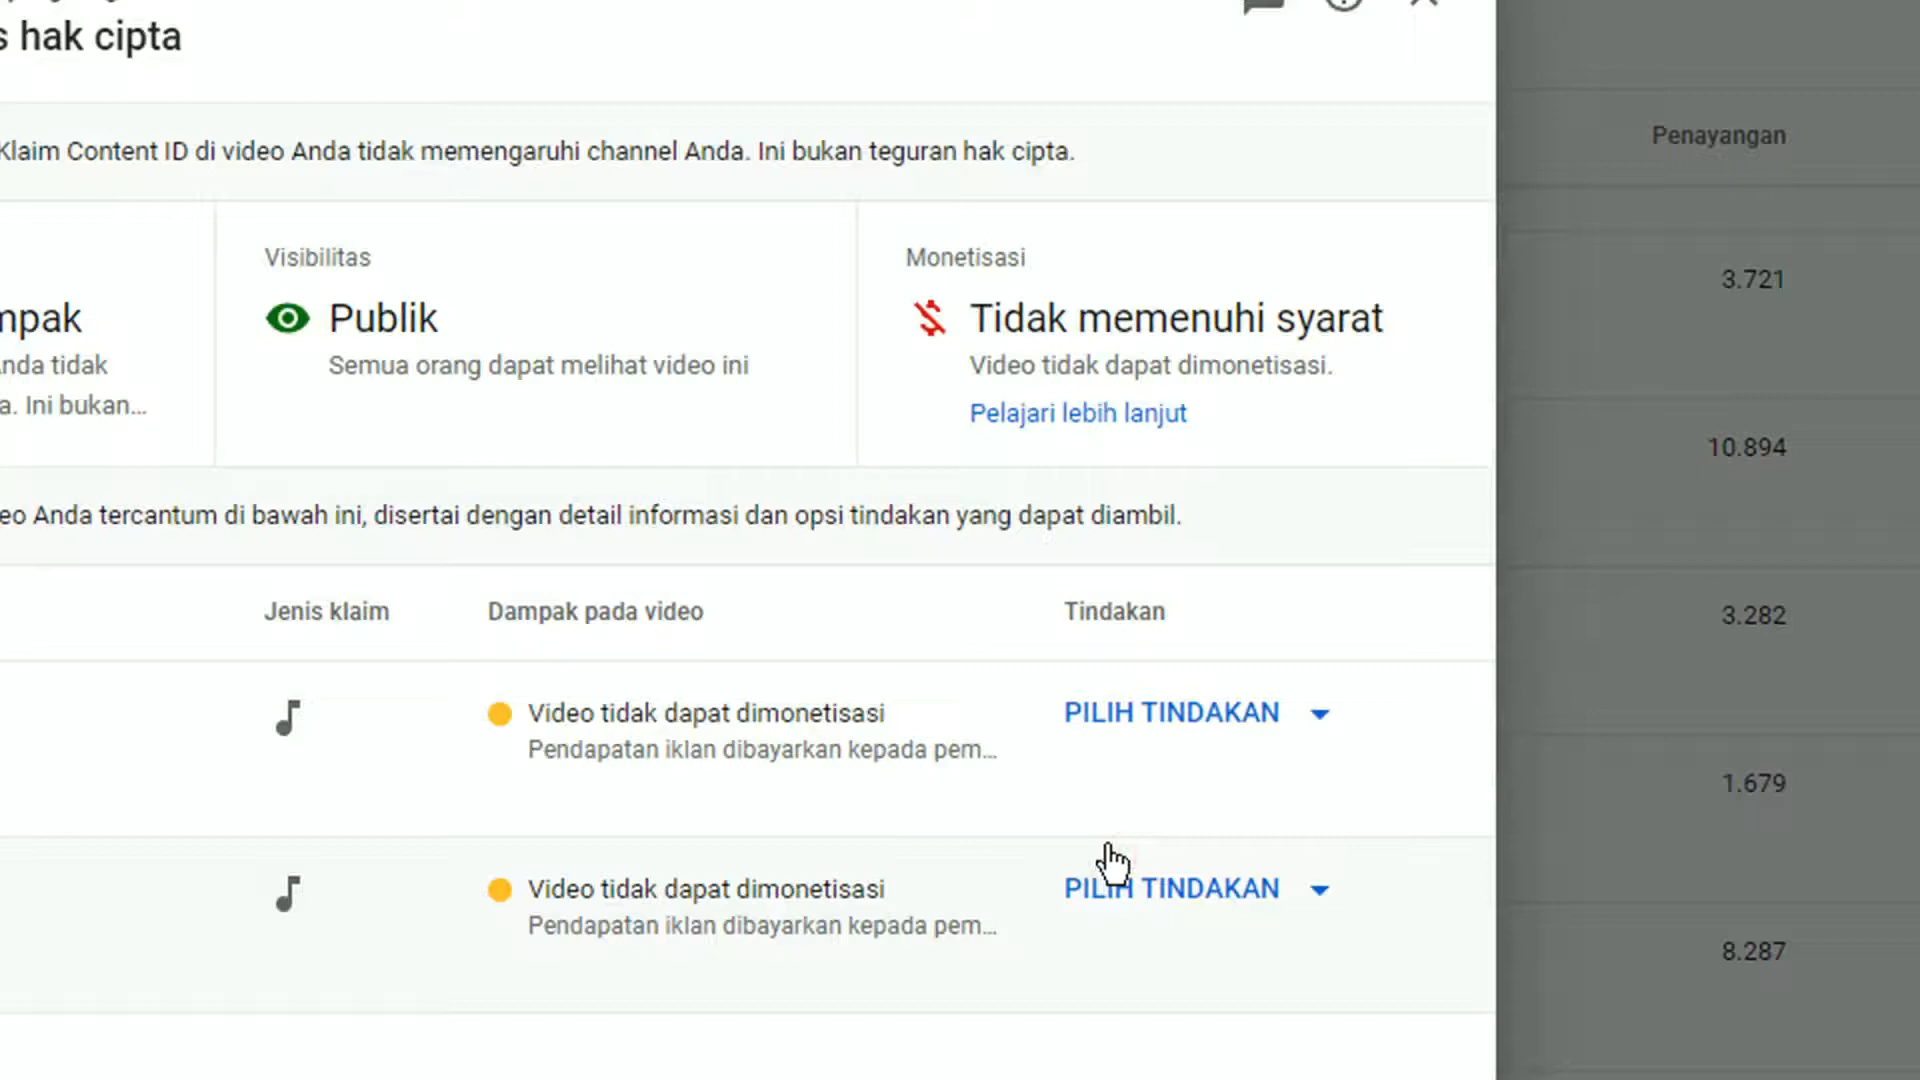 s hak cipta
Klaim Content ID di video Anda tidak memengaruhi channel Anda. Ini bukan teguran hak cipta.
Penayangan
Visibilitas
Monetisasi
3.721
mpak
Publik
Tidak memenuhi syarat
nda tidak
Semua orang dapat melihat video ini
Video tidak dapat dimonetisasi.
a. Ini bukan...
Pelajari lebih lanjut
10.894
eo Anda tercantum di bawah ini, disertai dengan detail informasi dan opsi tindakan yang dapat diambil.
Jenis klaim
Dampak pada video
Tindakan
3.282
Video tidak dapat dimonetisasi
PILIH TINDAKAN
Pendapatan iklan dibayarkan kepada pem...
1.679
Video tidak dapat dimonetisasi
PILIH TINDAKAN
Pendapatan iklan dibayarkan kepada pem...
8.287